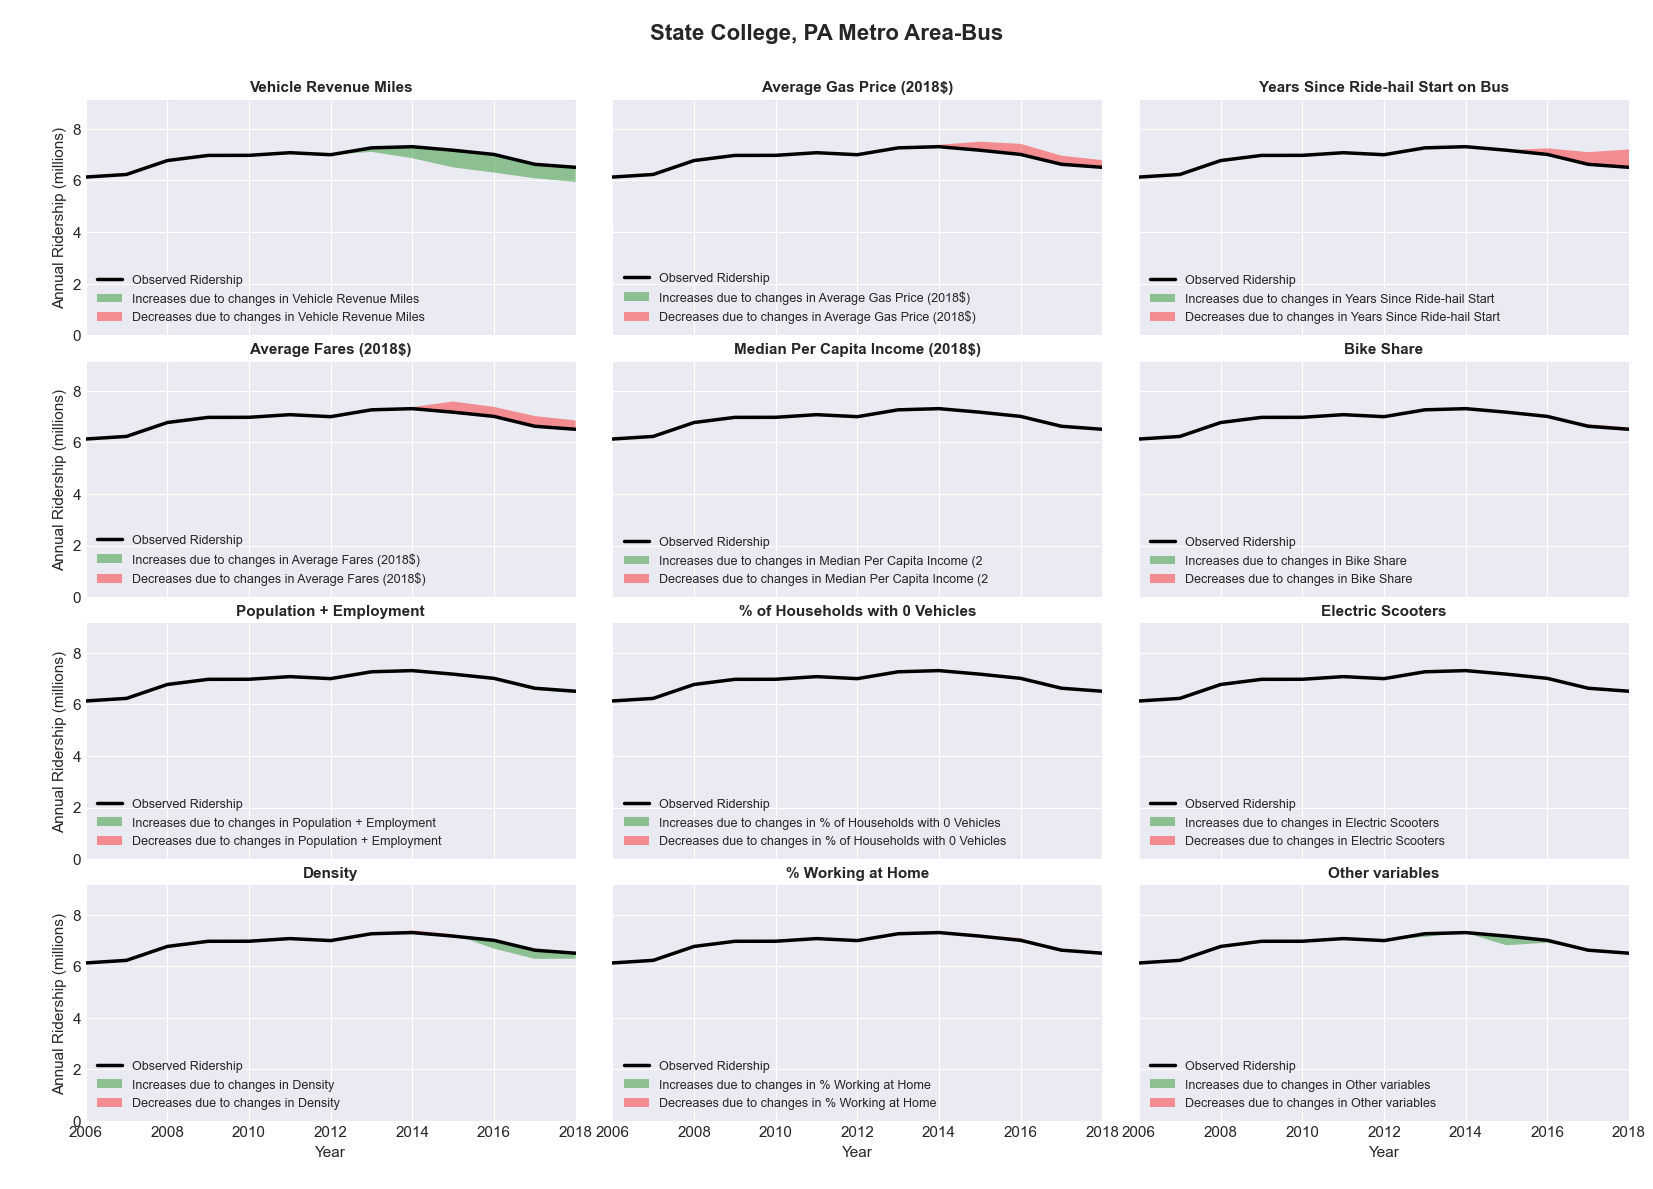 State College, PA Metro Area-Bus
Vehicle Revenue Miles
Annual Ridership (millions)
8
6
4
2
0
Observed Ridership
Increases due to changes in Vehicle Revenue Miles
Decreases due to changes in Vehicle Revenue Miles
Average Gas Price (2018$)
Observed Ridership
Increases due to changes in Average Gas Price (2018$)
Decreases due to changes in Average Gas Price (2018$)
Years Since Ride-hail Start on Bus
Observed Ridership
Increases due to changes in Years Since Ride-hail Start
Decreases due to changes in Years Since Ride-hail Start
Average Fares (2018$)
Annual Ridership (millions)
8
6
4
2
0
Observed Ridership
Increases due to changes in Average Fares (2018$)
Decreases due to changes in Average Fares (2018$)
Median Per Capita Income (2018$)
Observed Ridership
Increases due to changes in Median Per Capita Income (2
Decreases due to changes in Median Per Capita Income (2
Bike Share
Observed Ridership
Increases due to changes in Bike Share
Decreases due to changes in Bike Share
Population + Employment
Annual Ridership (millions)
8
6
4
2
0
Observed Ridership
Increases due to changes in Population + Employment
Decreases due to changes in Population + Employment
% of Households with 0 Vehicles
Observed Ridership
Increases due to changes in % of Households with 0 Vehicles
Decreases due to changes in % of Households with 0 Vehicles
Electric Scooters
Observed Ridership
Increases due to changes in Electric Scooters
Decreases due to changes in Electric Scooters
Density
Annual Ridership (millions)
8
6
4
2
0
Observed Ridership
Increases due to changes in Density
Decreases due to changes in Density
2006 2008 2010 2012 2014 2016 2018
Year
% Working at Home
Observed Ridership
Increases due to changes in % Working at Home
Decreases due to changes in % Working at Home
2006 2008 2010 2012 2014 2016 2018
Year
Other variables
Observed Ridership
Increases due to changes in Other variables
Decreases due to changes in Other variables
2006 2008 2010 2012 2014 2016 2018
Year